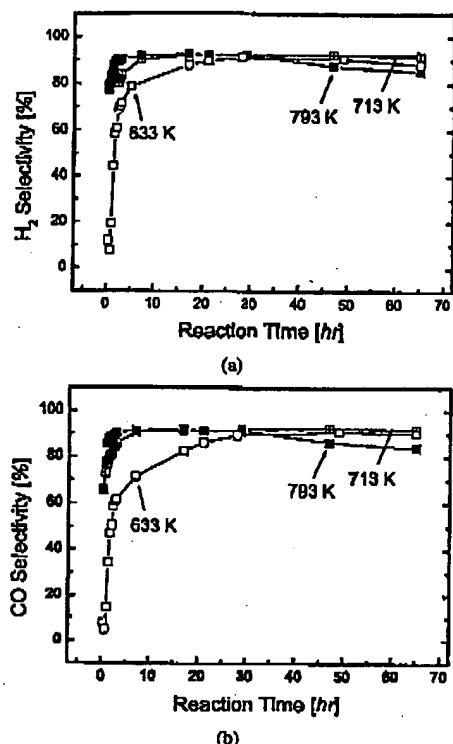 100
80
60
40
20
0
H₂ Selectivity [%]
833 K
793 K
713 K
0 10 20 30 40 50 60 70
Reaction Time [hr]
(a)
100
80
60
40
20
0
CO Selectivity [%]
633 K
783 K
713 K
0 10 20 30 40 50 60 70
Reaction Time [hr]
(b)